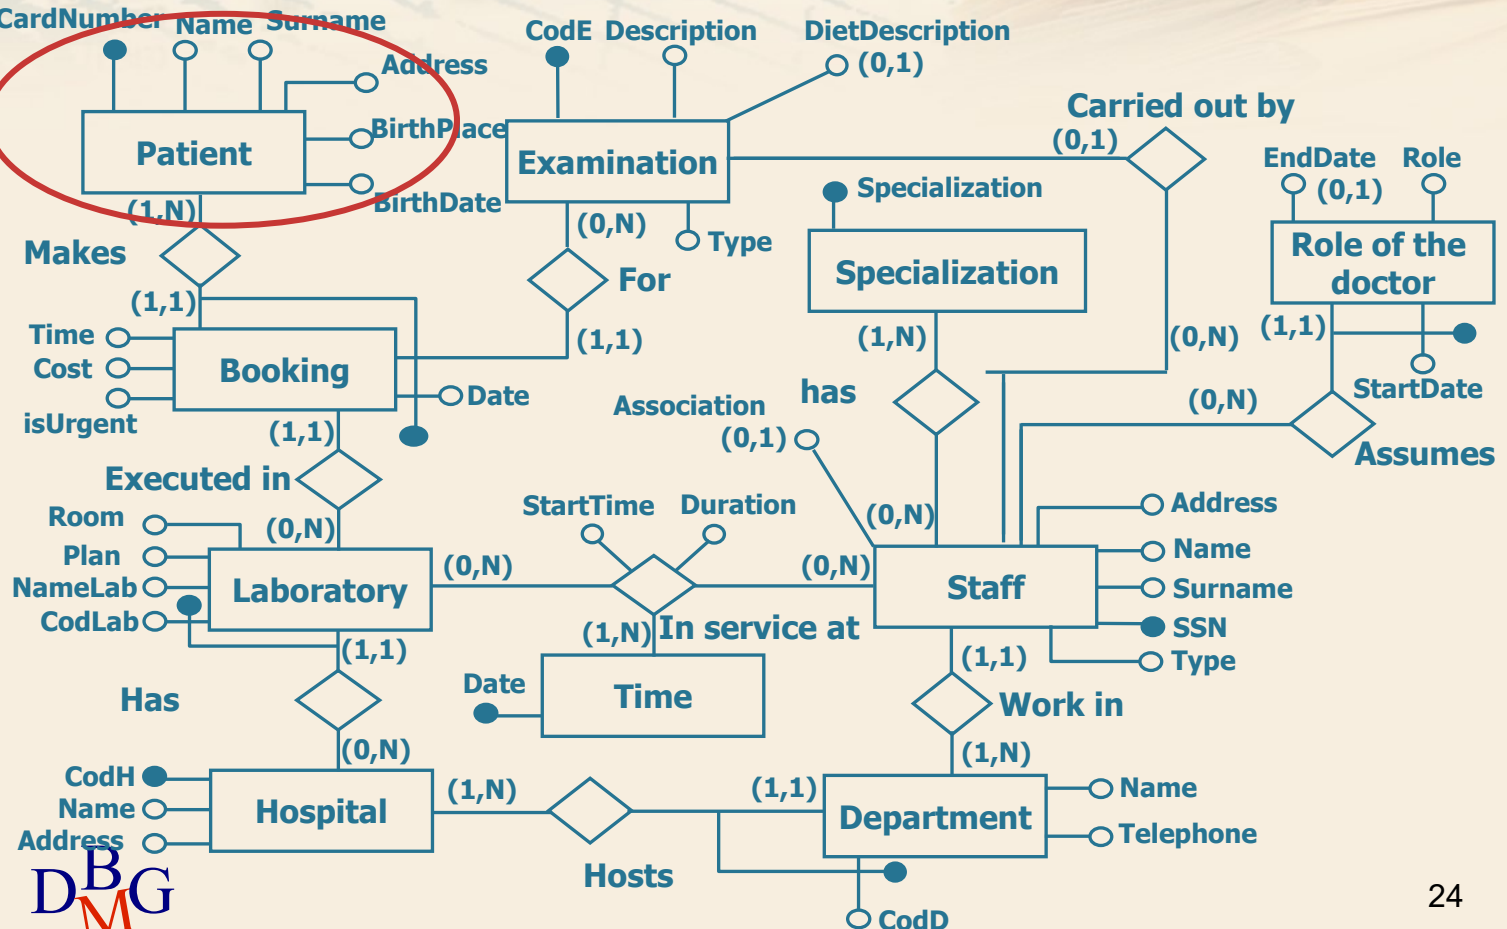 CardNumber Name Surname
Address
BirthPlace
BirthDate
Patient
(1,N)
Makes
(1,1)
CodE Description DietDescription
(0,1)
Examination
(0,N)
Type
For
(1,1)
Carried out by
(0,1)
(0,N)
Specialization
Specialization
(1,N)
has
(0,N)
EndDate Role
(0,1)
Role of the
doctor
(1,1)
StartDate
(0,N)
Assumes
Time
Cost
isUrgent
Booking
Date
(1,1)
Executed in
(0,N)
Association
(0,1)
Room
Plan
NameLab
CodLab
Laboratory
(0,N)
StartTime Duration
(0,N)
In service at
(1,N)
Date
Time
Staff
Address
Name
Surname
SSN
Type
(1,1)
Has
(0,N)
(1,1)
Work in
(1,N)
CodH
Name
Address
Hospital
(1,N)
Hosts
(1,1)
Department
Name
Telephone
CodD
DBMG
24